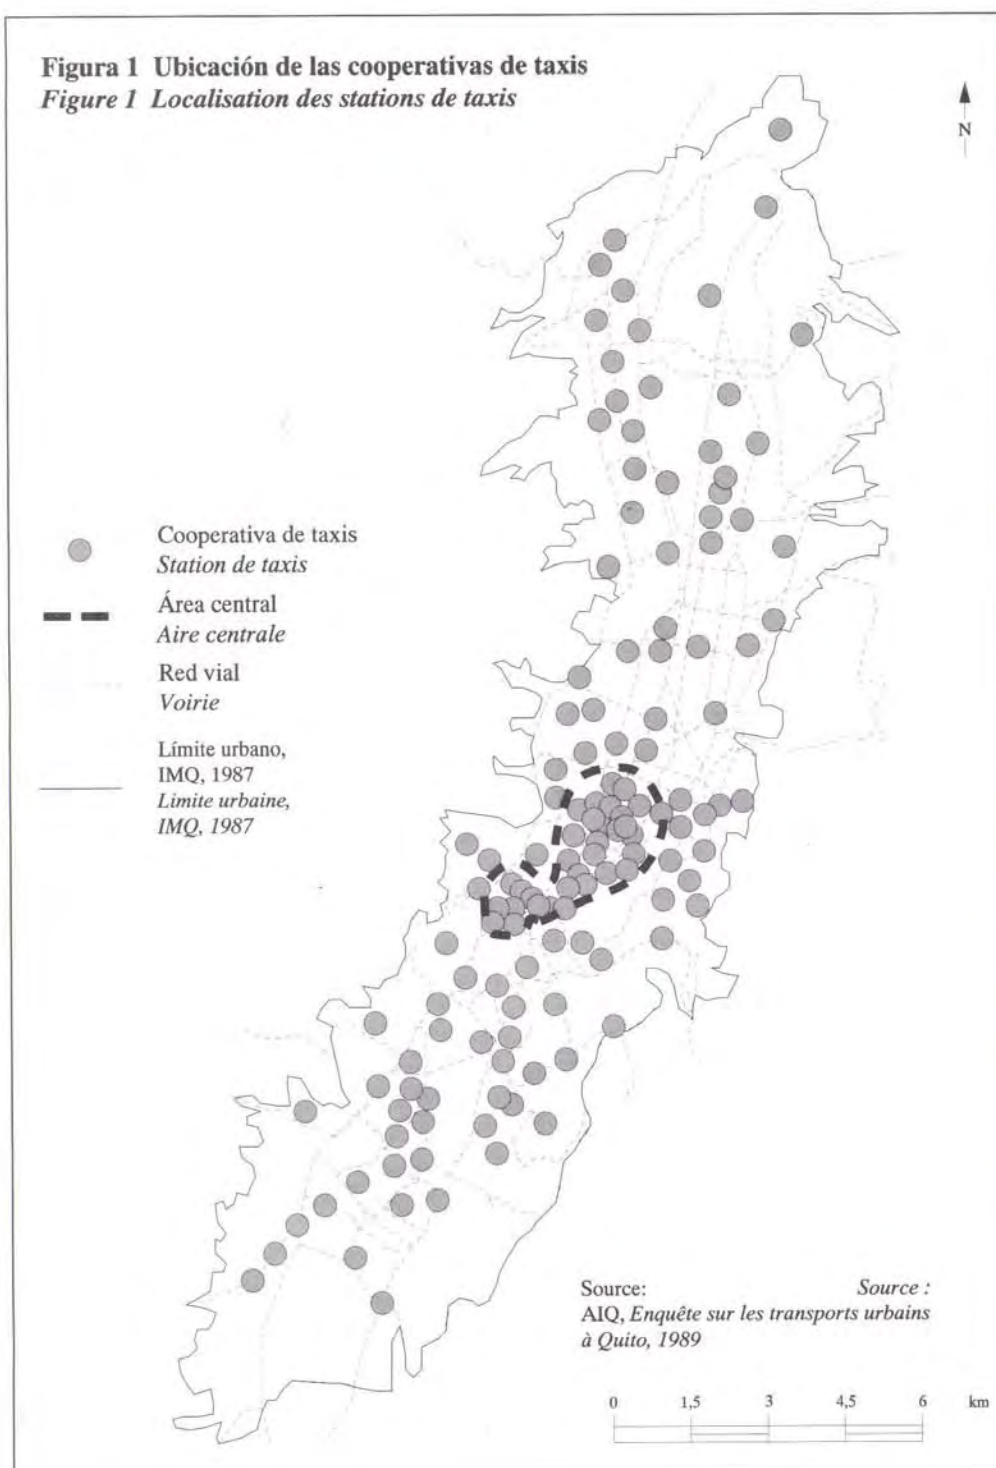 Figura 1 Ubicación de las cooperativas de taxis
Figure 1 Localisation des stations de taxis
N
Cooperativa de taxis
Station de taxis
Área central
Aire centrale
Red vial
Voirie
Límite urbano,
IMQ, 1987
Limite urbaine,
IMQ, 1987
Source: Source :
AIQ, Enquête sur les transports urbains
à Quito, 1989
0 1,5 3 4,5 6 km